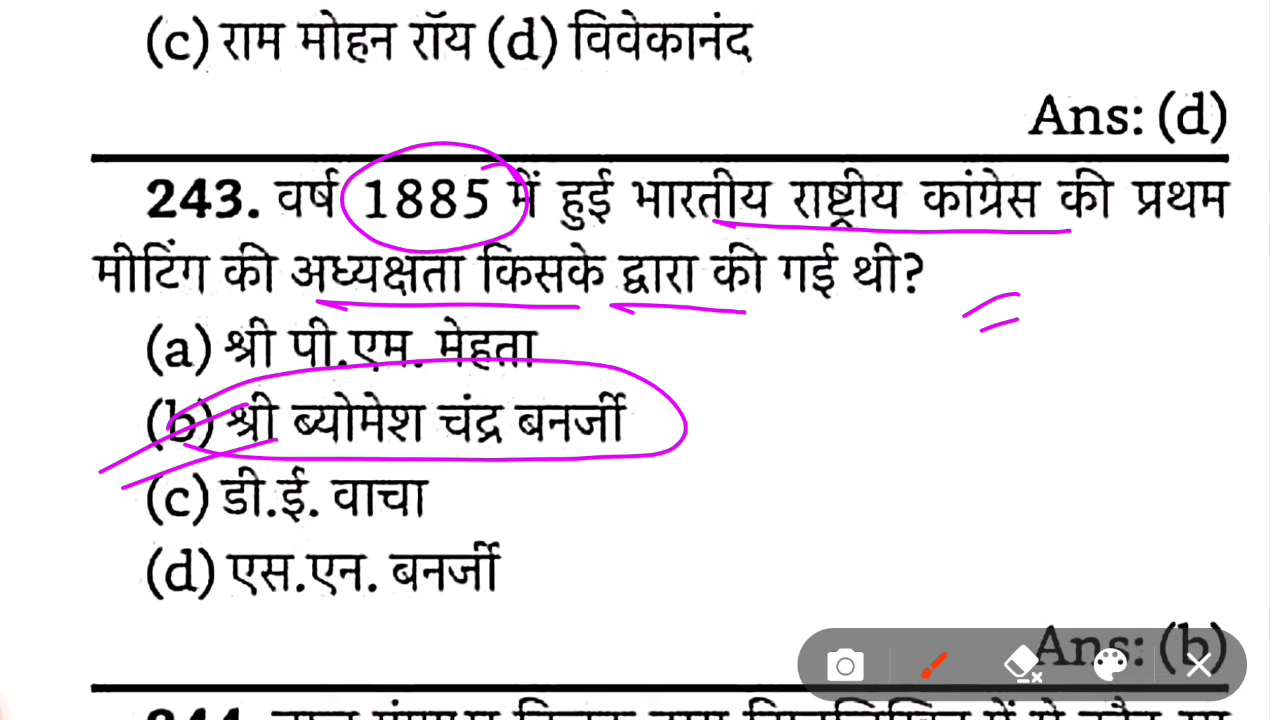 (c) राम मोहन रॉय (d) विवेकानंद
Ans: (d)
243. वर्ष 1885 में हुई भारतीय राष्ट्रीय कांग्रेस की प्रथम
मीटिंग की अध्यक्षता किसके द्वारा की गई थी?
(a) श्री पी.एम. मेहता
(b) श्री ब्योमेश चंद्र बनर्जी
(c) डी.ई. वाचा
(d) एस.एन. बनर्जी
Ans: (b)